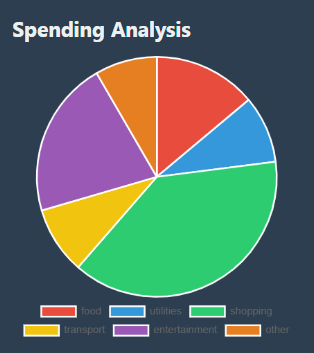 Spending Analysis
food utilities shopping
transport entertainment other